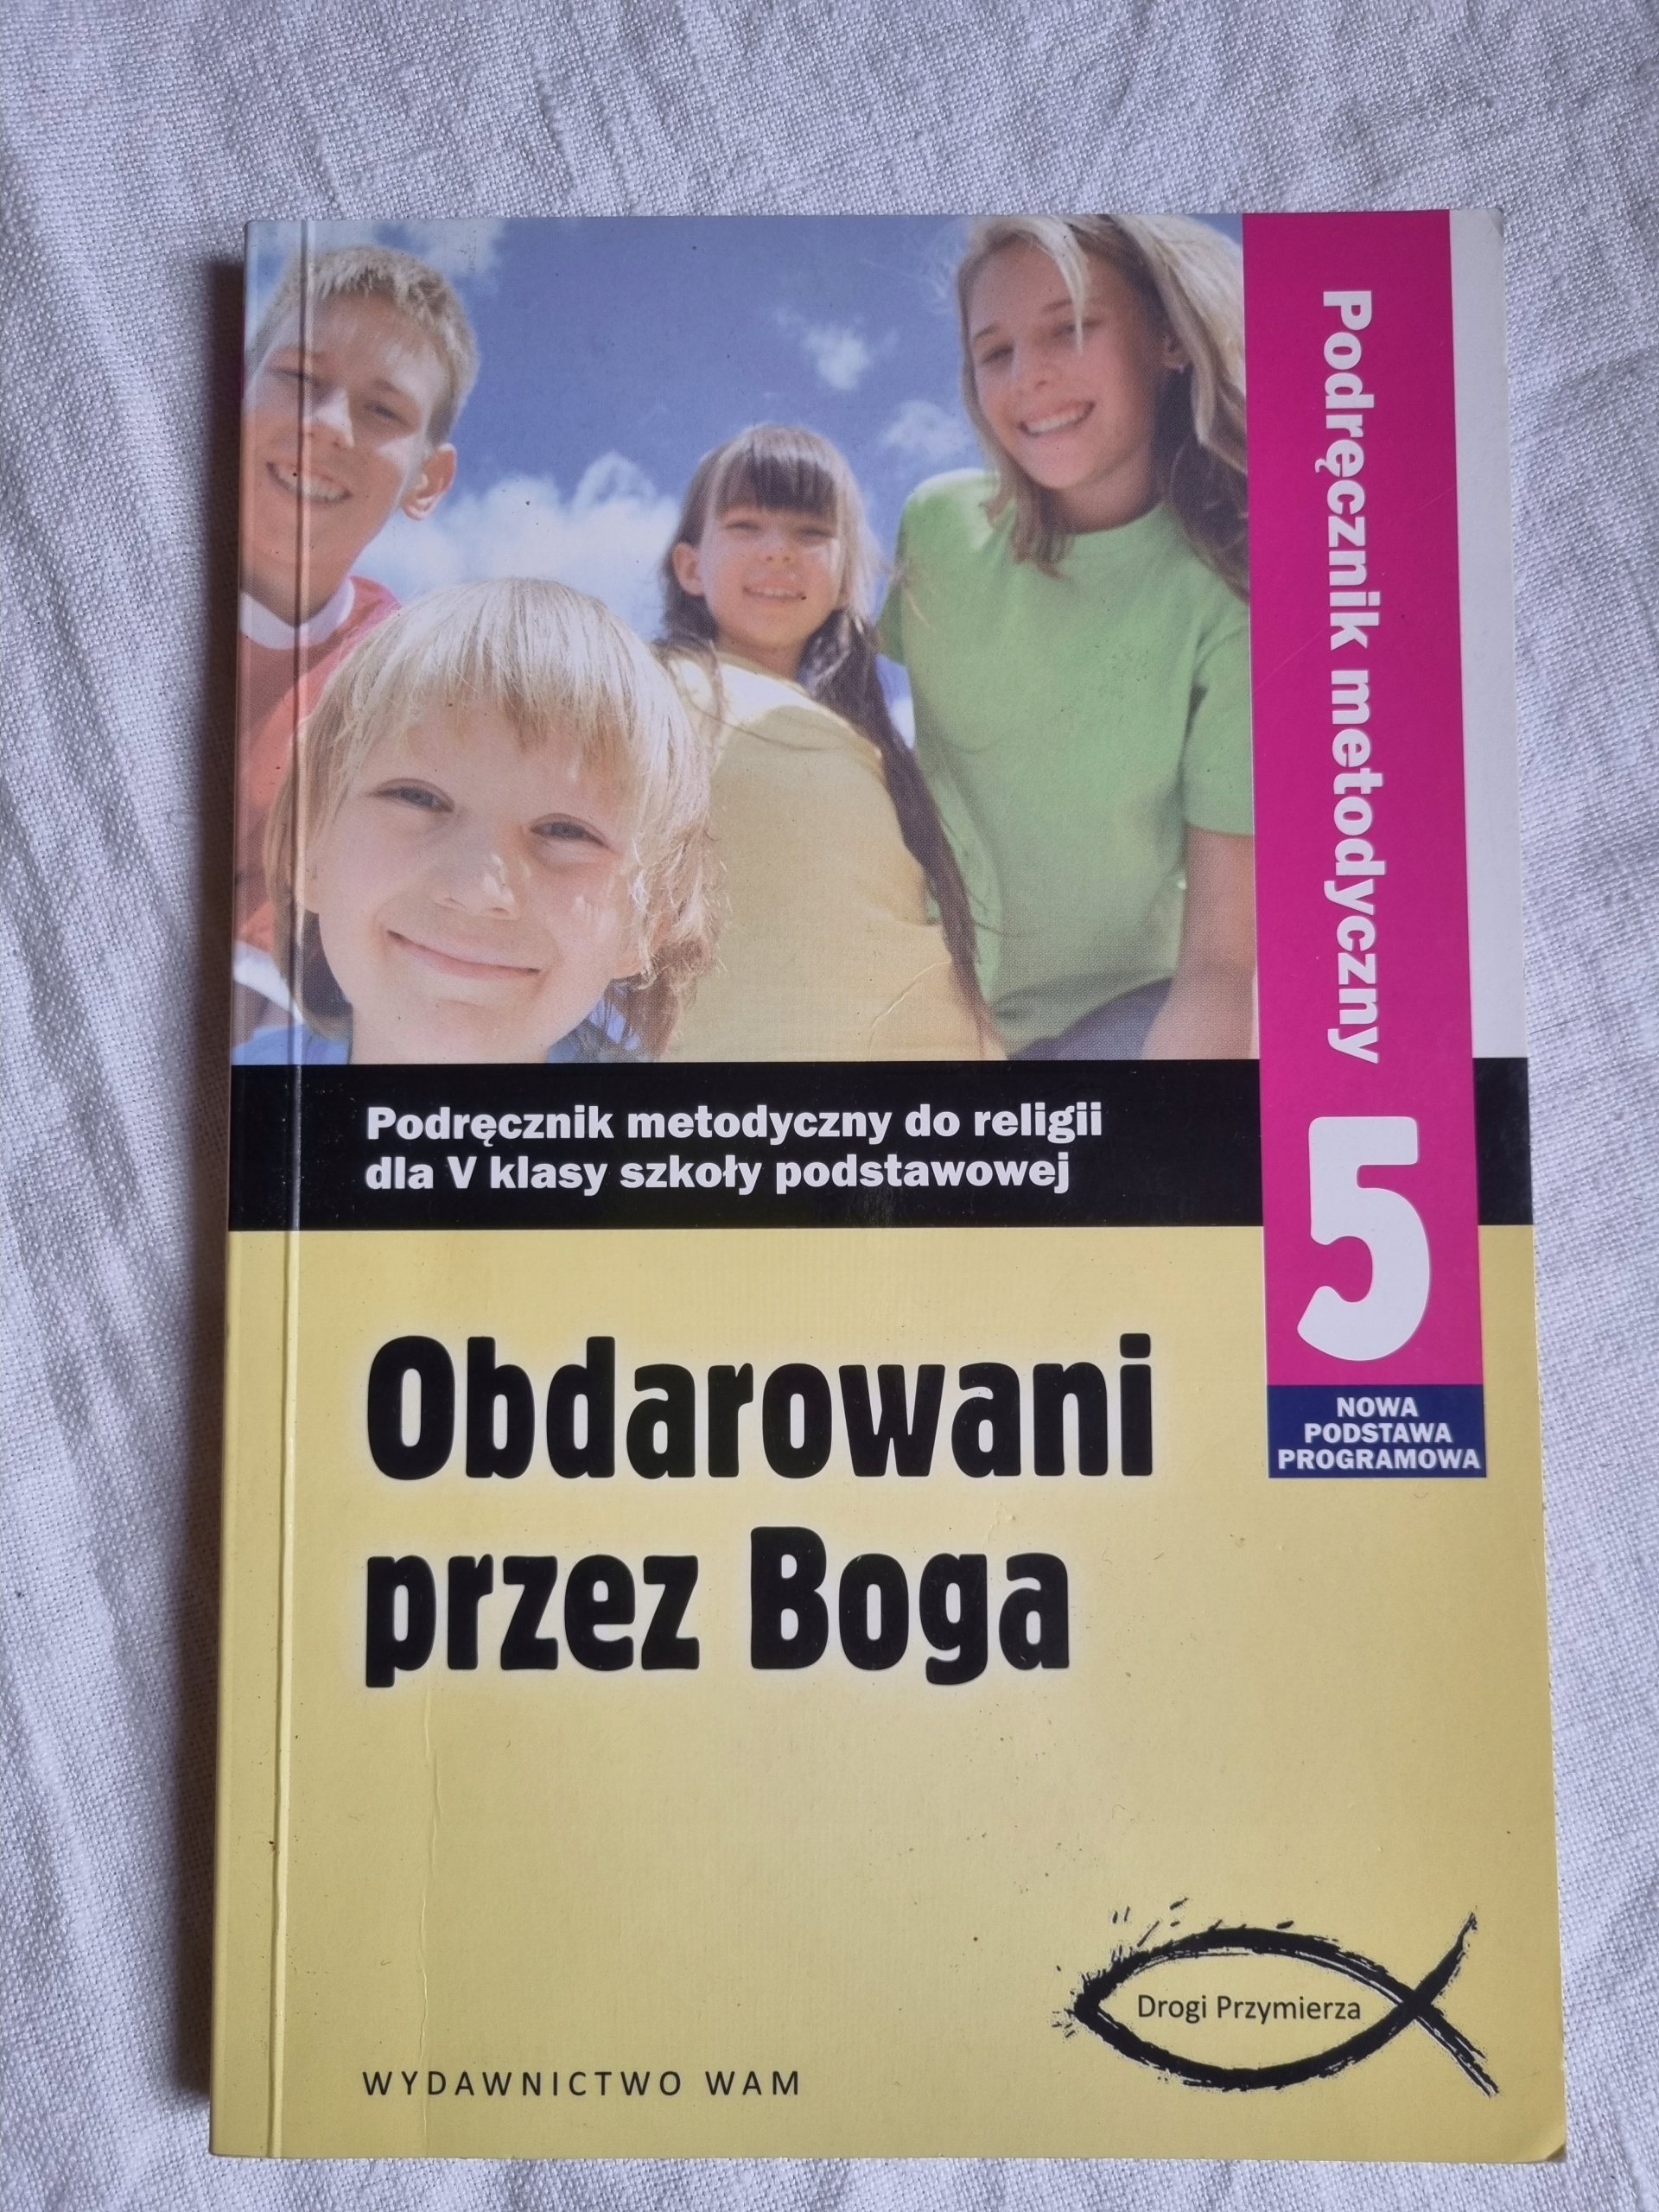 Podręcznik metodyczny
5
NOWA
PODSTAWA
PROGRAMOWA
Podręcznik metodyczny do religii
dla V klasy szkoły podstawowej
Obdarowani
przez Boga
Drogi Przymierza
WYDAWNICTWO WAM